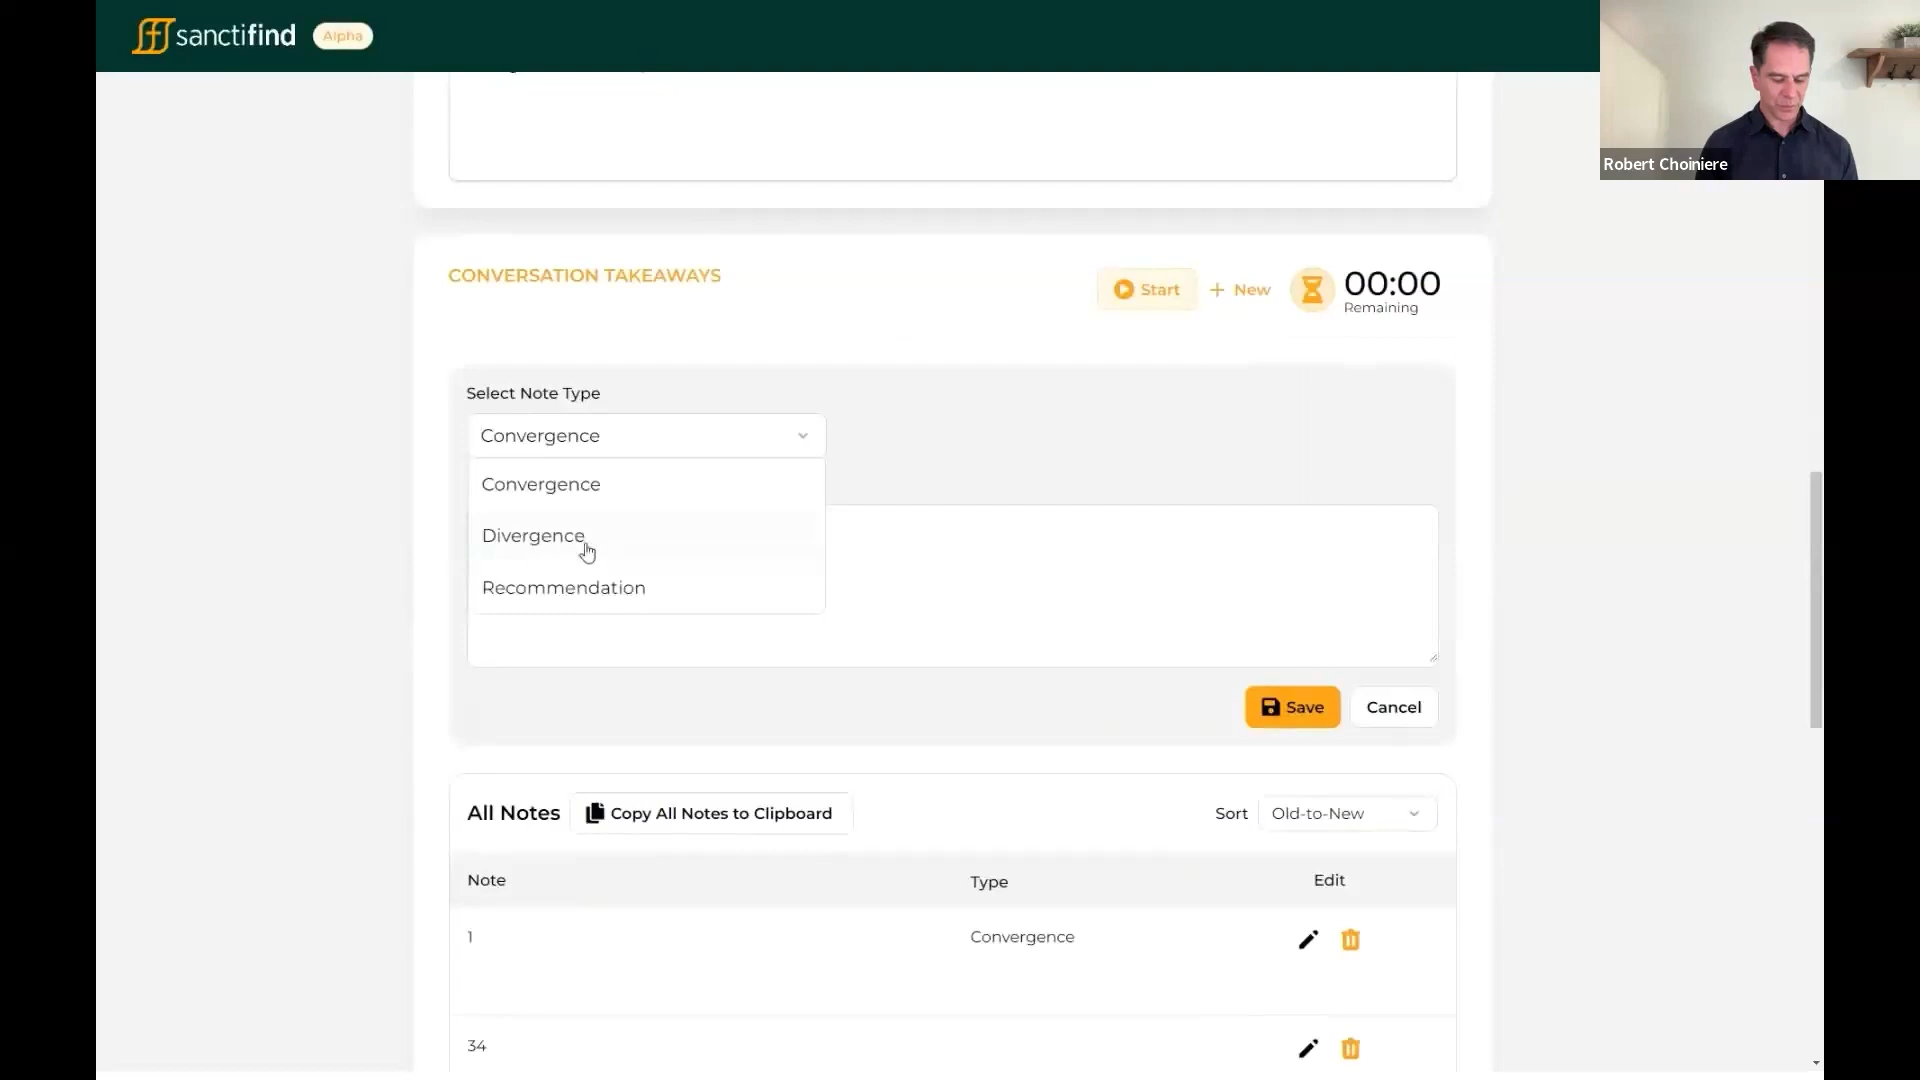 sanctifind
Alpha
Robert Choiniere
CONVERSATION TAKEAWAYS
Start
+ New
00:00
Remaining
Select Note Type
Convergence
Convergence
Divergence
Recommendation
Save
Cancel
All Notes
Copy All Notes to Clipboard
Sort
Old-to-New
Note
Type
Edit
1
Convergence
34